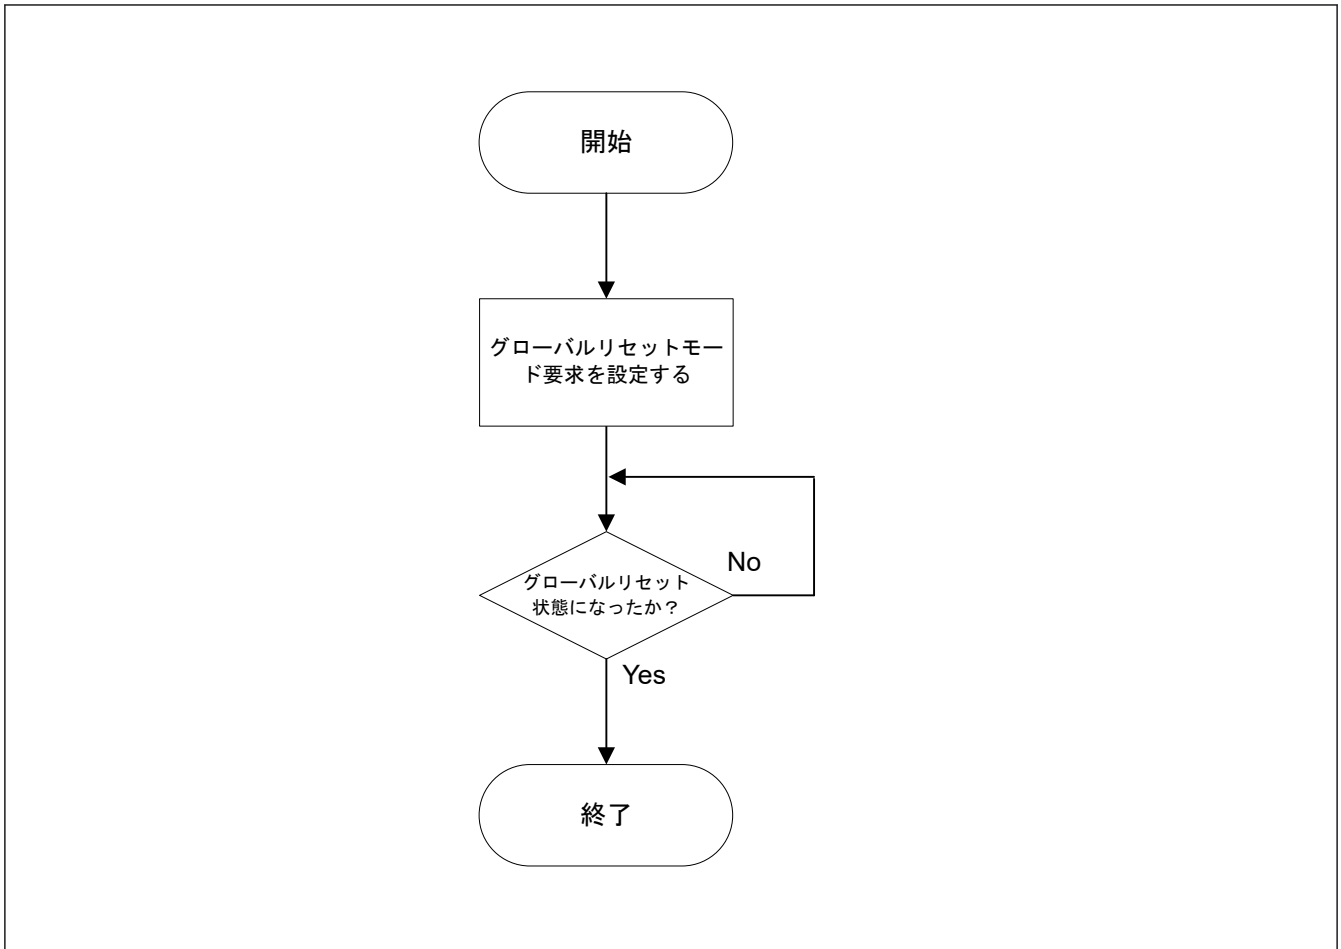 開始
グローバルリセットモー
ド要求を設定する
No
グローバルリセット
状態になったか？
Yes
終了